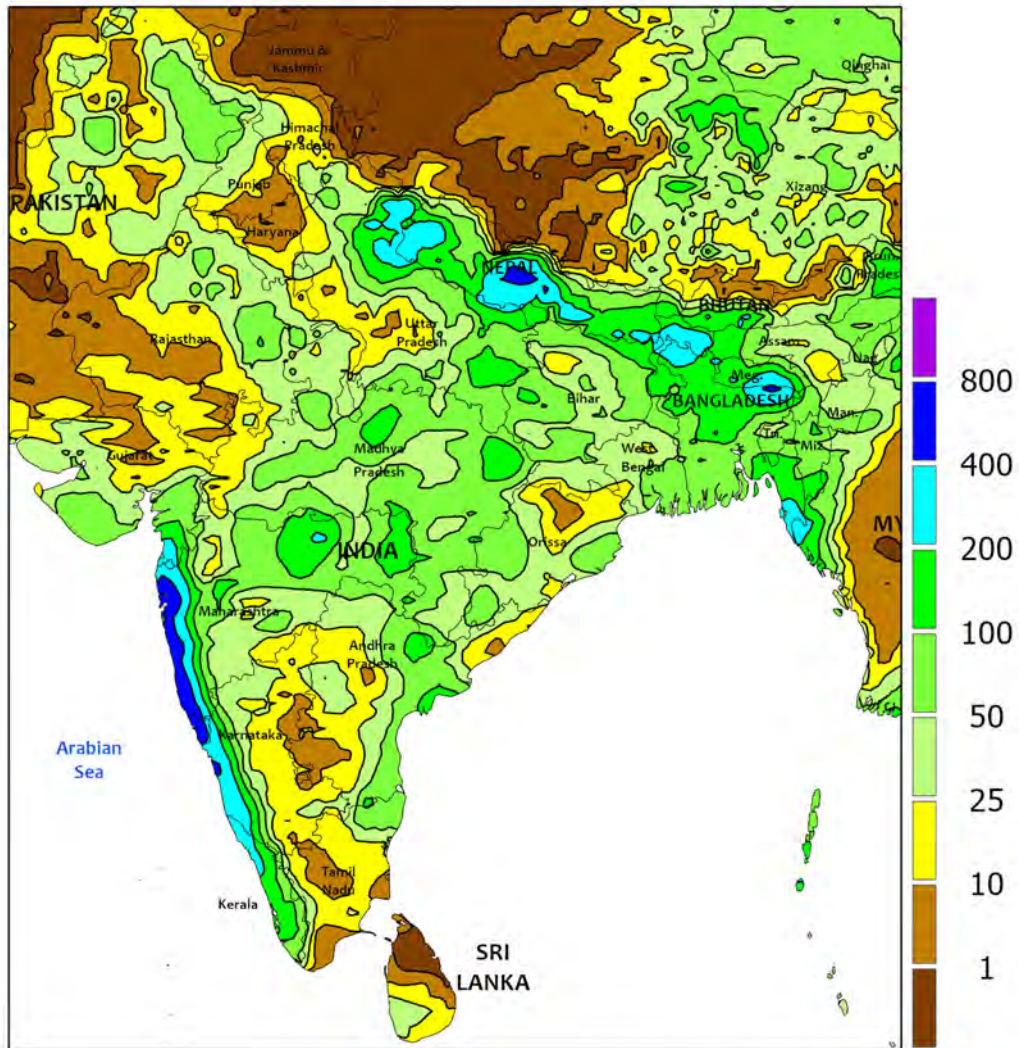 Jammu &
Kashmir
Qinghai
Himachal
Pradesh
Punjab
Xizang
PAKISTAN
Haryana
NEPAL
Pradesh
BHUTAN
Rajasthan
Uttar
Pradesh
Assam
Nag.
Meg.
BANGLADESH
Bihar
Man.
Tri.
Miz.
Madhya
Pradesh
West
Bengal
Gujarat
MY
INDIA
Orissa
Maharashtra
Andhra
Pradesh
Karnataka
Arabian
Sea
Tamil
Nadu
Kerala
SRI
LANKA
800
400
200
100
50
25
10
1